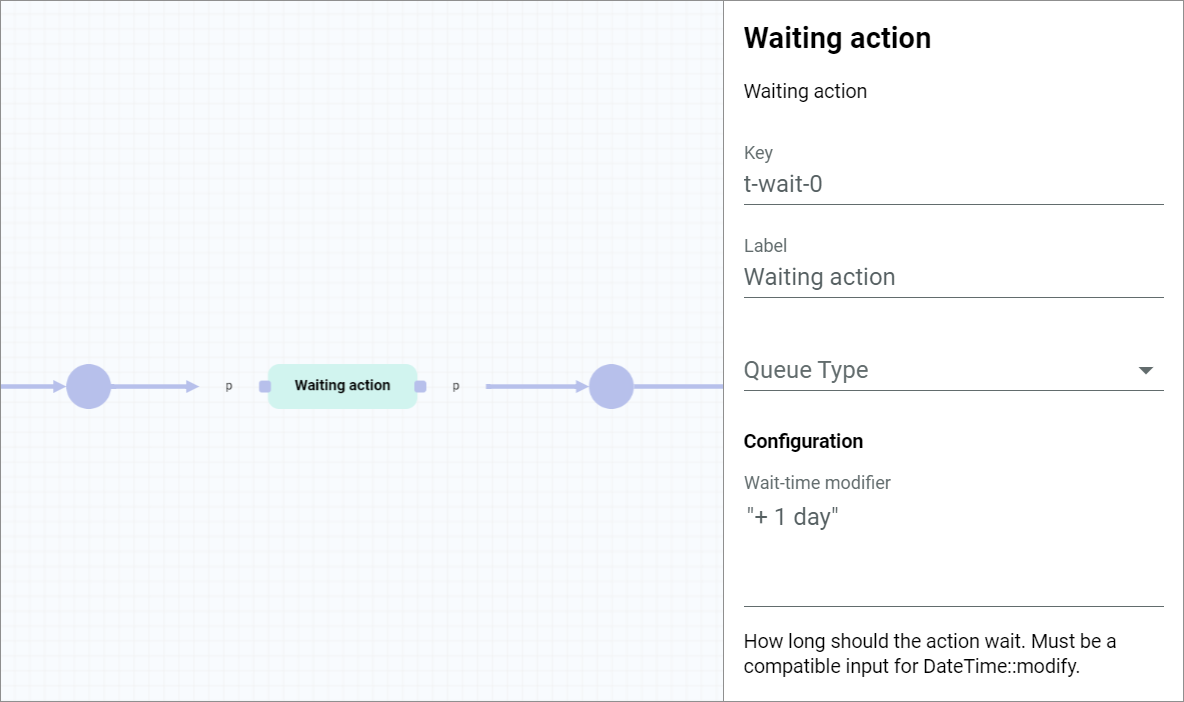 p
Waiting action
p
Waiting action
Waiting action
Key
t-wait-0
Label
Waiting action
Queue Type
Configuration
Wait-time modifier
"+ 1 day"
How long should the action wait. Must be a
compatible input for DateTime::modify.